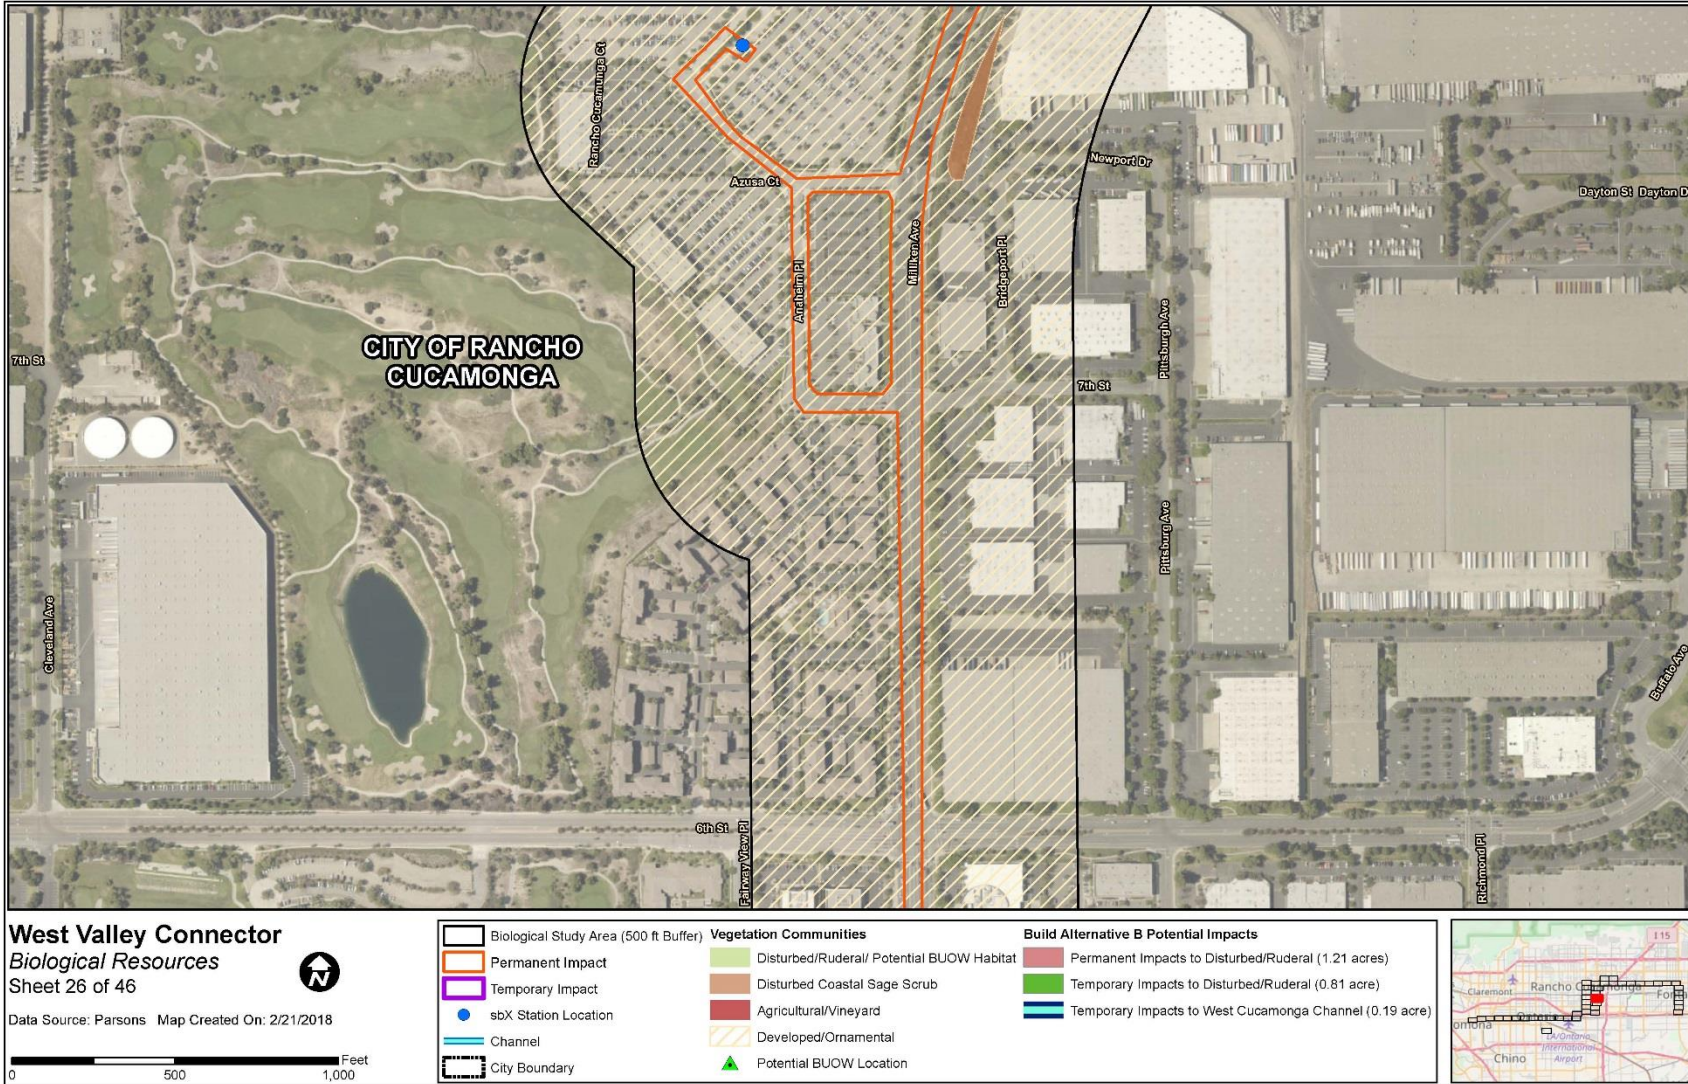 Rancho Cucamunga Ct
Newport Dr
Azusa Ct
Dayton St Dayton D
Milliken Ave
Anaheim Pl
Bridgeport Pl
Pittsburgh Ave
CITY OF RANCHO
CUCAMONGA
7th St
7th St
Pittsburg Ave
Cleveland Ave
Buffalo Ave
6th St
Fairway View Pl
Richmond Pl
West Valley Connector
Biological Resources
Sheet 26 of 46
N
Data Source: Parsons Map Created On: 2/21/2018
Feet
0 500 1,000
Biological Study Area (500 ft Buffer)
Permanent Impact
Temporary Impact
sbX Station Location
Channel
City Boundary
Vegetation Communities
Disturbed/Ruderal/ Potential BUOW Habitat
Disturbed Coastal Sage Scrub
Agricultural/Vineyard
Developed/Ornamental
Potential BUOW Location
Build Alternative B Potential Impacts
Permanent Impacts to Disturbed/Ruderal (1.21 acres)
Temporary Impacts to Disturbed/Ruderal (0.81 acre)
Temporary Impacts to West Cucamonga Channel (0.19 acre)
I 15
Claremont
Rancho
omona
LA/Ontario
International
Airport
Chino